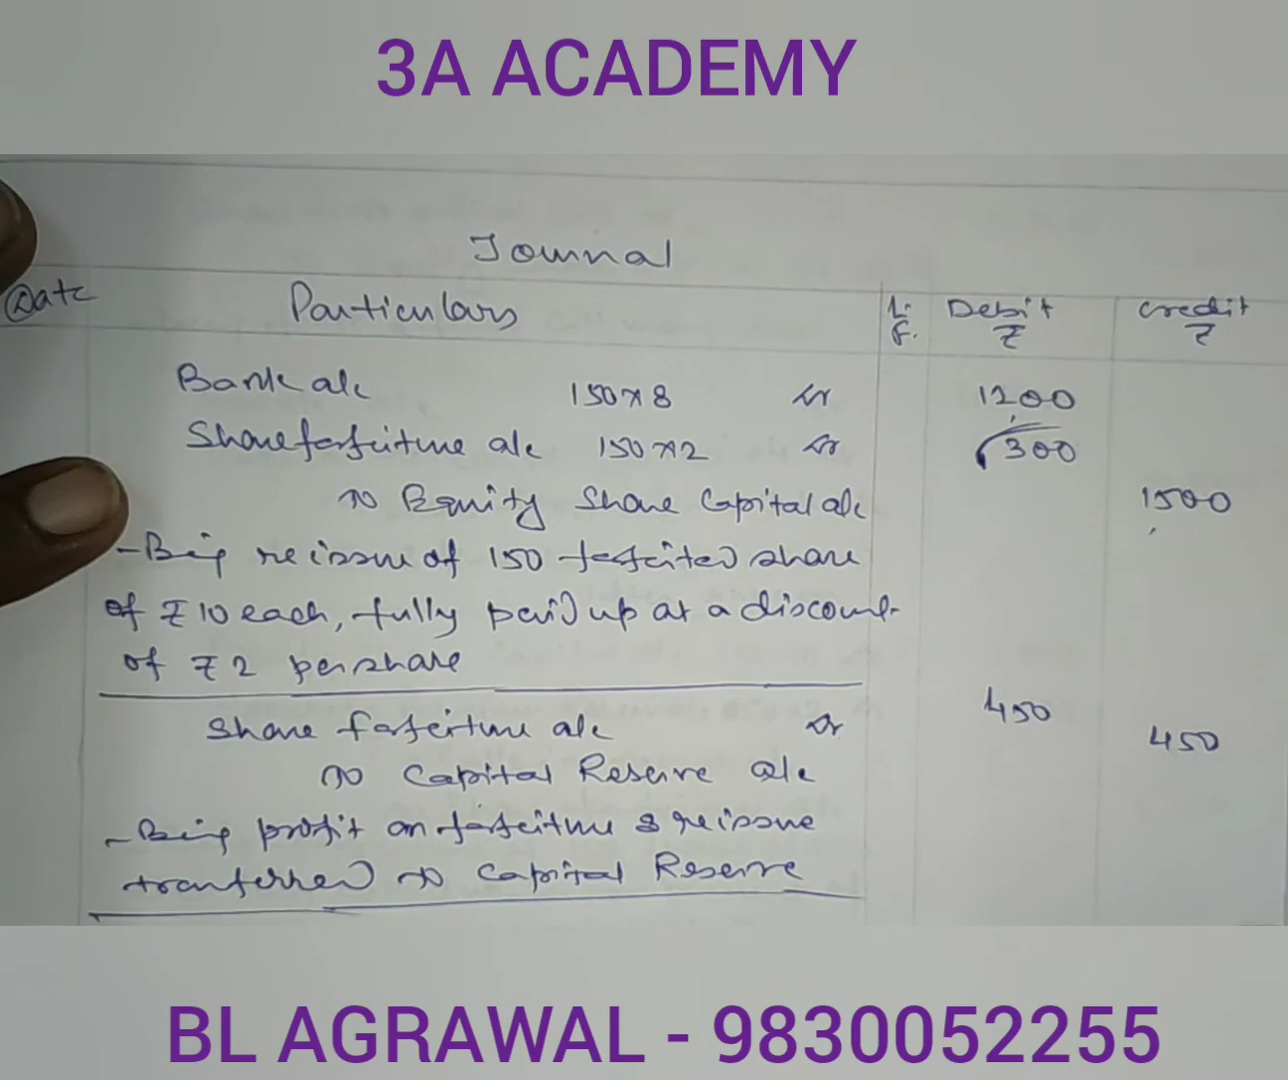 3A ACADEMY
Journal
Date Particulars L. F. Debit ₹ Credit ₹
Bank a/c 150x8 Dr 1200
Share forfeiture a/c 150x2 Dr 300
To Equity Share Capital a/c 1500
- Being reissue of 150 forfeited share
of ₹10 each, fully paid up at a discount
of ₹2 per share
Share forfeiture a/c Dr 450
To Capital Reserve a/c 450
- Being profit on forfeiture & reissue
transferred to Capital Reserve
BL AGRAWAL - 9830052255